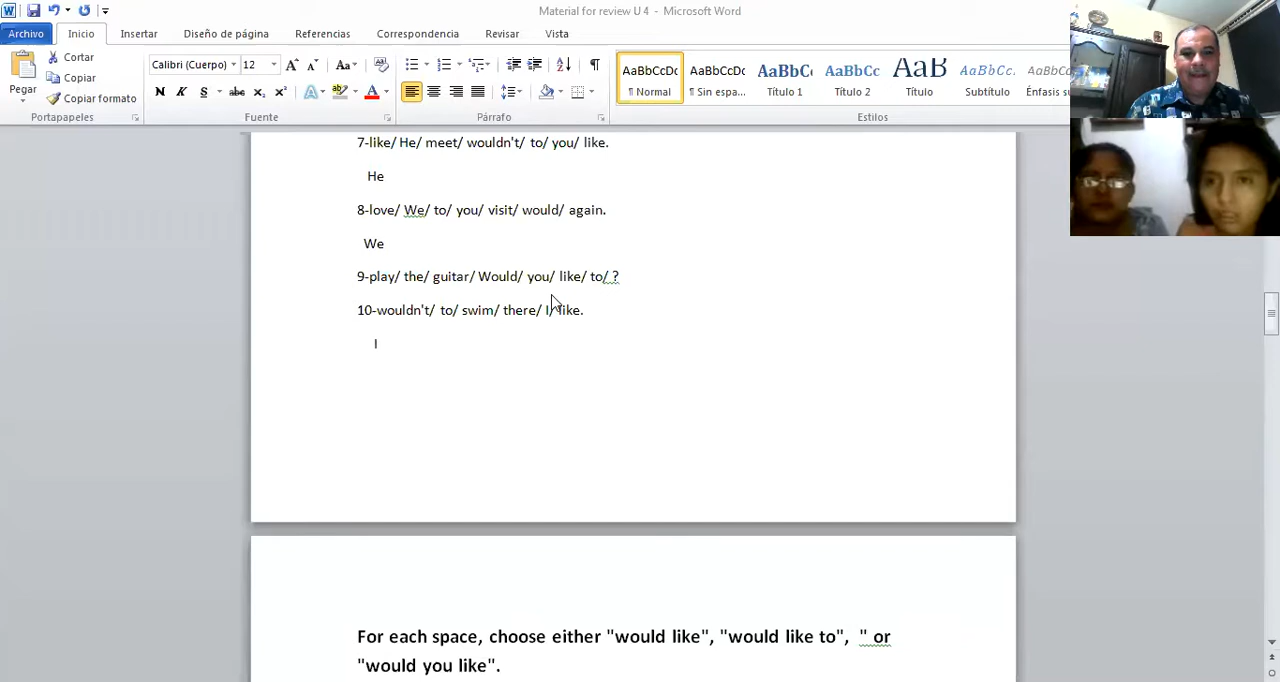 Material for review U 4 - Microsoft Word
Archivo Inicio Insertar Diseño de página Referencias Correspondencia Revisar Vista
Pegar
Cortar
Copiar
Copiar formato
Portapapeles
Calibri (Cuerpo) 12
Fuente
Párrafo
AaBbCcDc AaBbCcDc AaBbC AaBbCc AaB AaBbCc. AaBbCc
¶ Normal ¶ Sin espa... Título 1 Título 2 Título Subtítulo Énfasis su
Estilos
7-like/ He/ meet/ wouldn't/ to/ you/ like.
He
8-love/ We/ to/ you/ visit/ would/ again.
We
9-play/ the/ guitar/ Would/ you/ like/ to/ ?
10-wouldn't/ to/ swim/ there/ I/ like.
I
For each space, choose either "would like", "would like to", " or
"would you like".